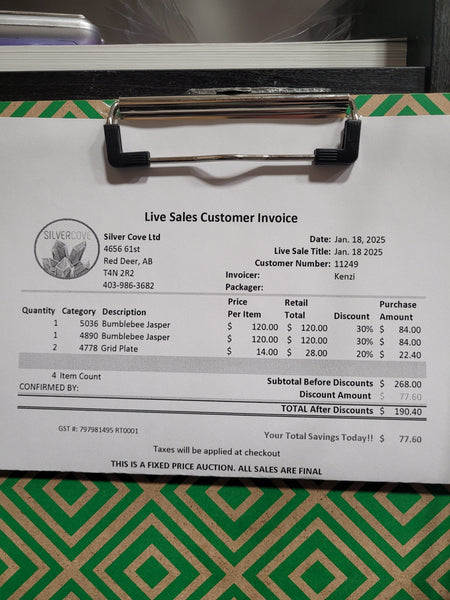 Live Sales Customer Invoice
SILVERCOVE
Silver Cove Ltd
4656 61st
Red Deer, AB
T4N 2R2
403-986-3682
Date: Jan. 18, 2025
Live Sale Title: Jan. 18 2025
Customer Number: 11249
Invoicer: Kenzi
Packager:
Quantity Category Description Price Per Item Retail Total Discount Purchase Amount
1 5036 Bumblebee Jasper $ 120.00 $ 120.00 30% $ 84.00
1 4890 Bumblebee Jasper $ 120.00 $ 120.00 30% $ 84.00
2 4778 Grid Plate $ 14.00 $ 28.00 20% $ 22.40
4 Item Count
Subtotal Before Discounts $ 268.00
CONFIRMED BY:
Discount Amount $ 77.60
TOTAL After Discounts $ 190.40
GST #: 797981495 RT0001
Your Total Savings Today!! $ 77.60
Taxes will be applied at checkout
THIS IS A FIXED PRICE AUCTION. ALL SALES ARE FINAL